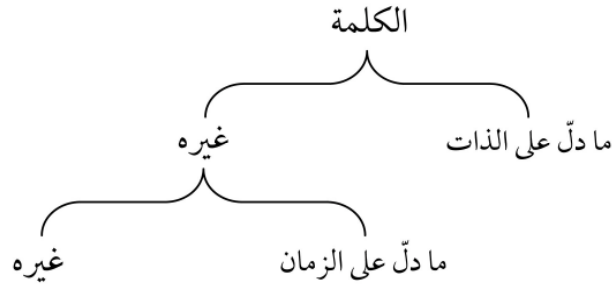 الكلمة
ما دلّ على الذات
غيره
ما دلّ على الزمان
غيره